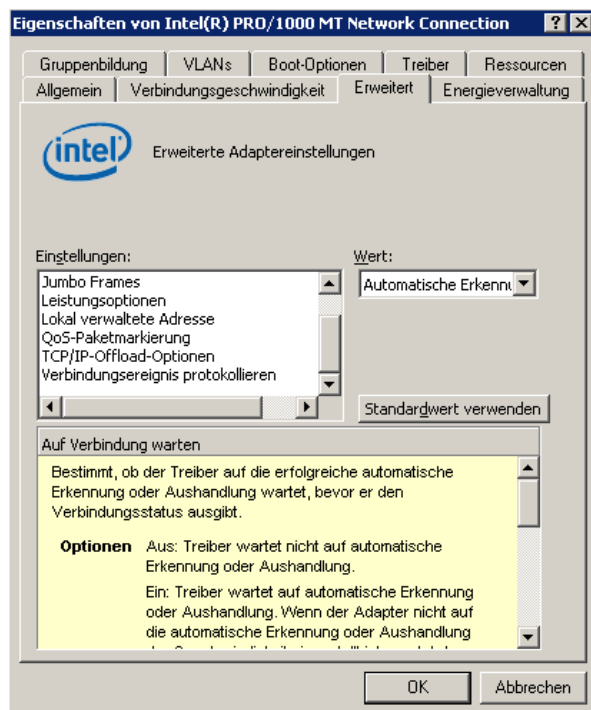 Eigenschaften von Intel(R) PRO/1000 MT Network Connection
Gruppenbildung VLANs Boot-Optionen Treiber Ressourcen
Allgemein Verbindungsgeschwindigkeit Erweitert Energieverwaltung
intel Erweiterte Adaptereinstellungen
Einstellungen: Wert:
Jumbo Frames Automatische Erkennu
Leistungsoptionen
Lokal verwaltete Adresse
QoS-Paketmarkierung
TCP/IP-Offload-Optionen
Verbindungsereignis protokollieren
Standardwert verwenden
Auf Verbindung warten
Bestimmt, ob der Treiber auf die erfolgreiche automatische
Erkennung oder Aushandlung wartet, bevor er den
Verbindungsstatus ausgibt.
Optionen Aus: Treiber wartet nicht auf automatische
Erkennung oder Aushandlung.
Ein: Treiber wartet auf automatische Erkennung
oder Aushandlung. Wenn der Adapter nicht auf
die automatische Erkennung oder Aushandlung
OK Abbrechen